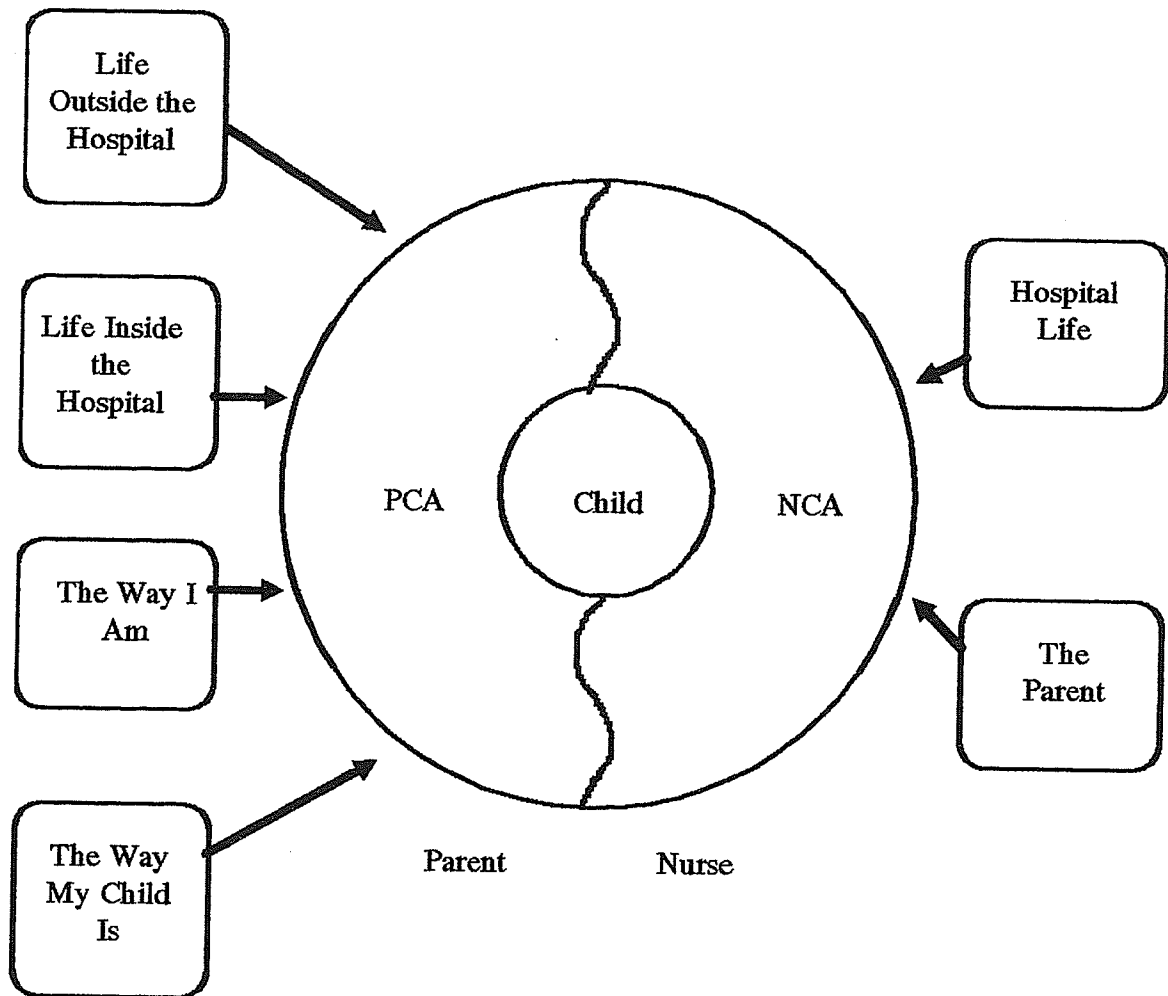 Life
Outside the
Hospital
Life Inside
the
Hospital
The Way I
Am
The Way
My Child
Is
PCA
Child
NCA
Hospital
Life
The
Parent
Parent
Nurse